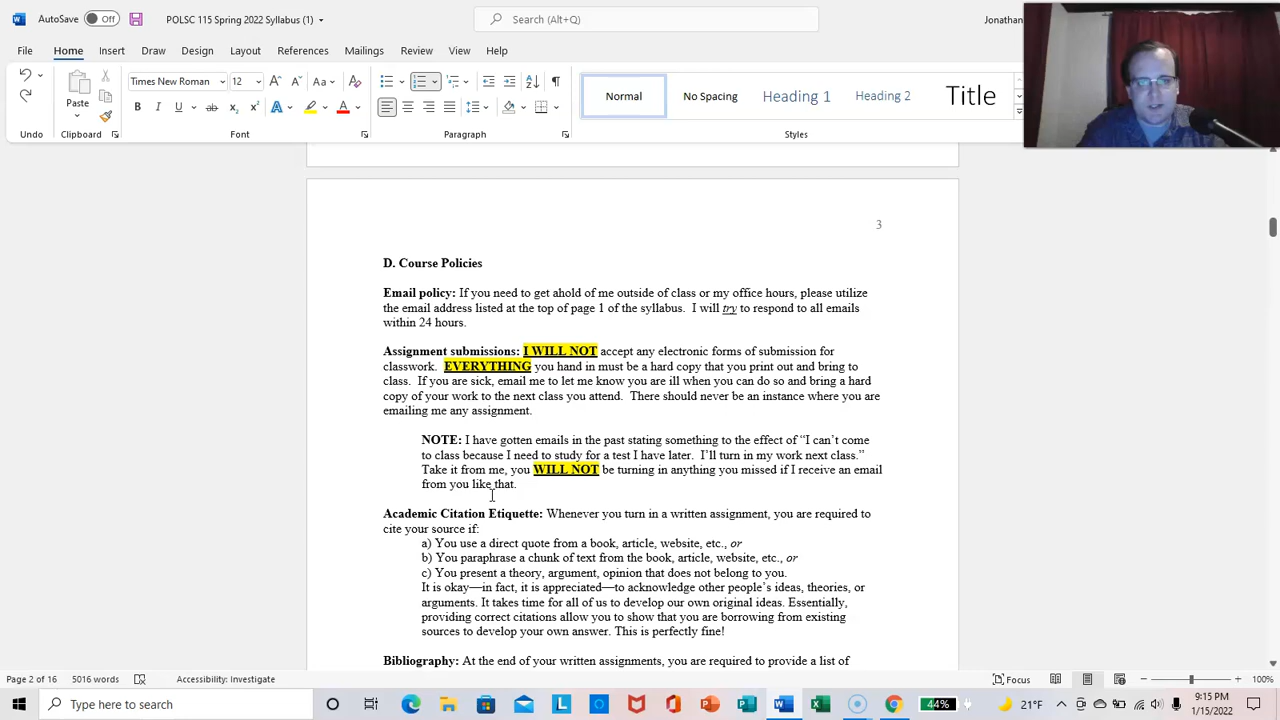 AutoSave Off POLSC 115 Spring 2022 Syllabus (1) Search (Alt+Q) Jonathan
File Home Insert Draw Design Layout References Mailings Review View Help
Times New Roman 12
Paste
Normal No Spacing Heading 1 Heading 2 Title
Undo Clipboard Font Paragraph Styles
3
D. Course Policies
Email policy: If you need to get ahold of me outside of class or my office hours, please utilize
the email address listed at the top of page 1 of the syllabus. I will try to respond to all emails
within 24 hours.
Assignment submissions: I WILL NOT accept any electronic forms of submission for
classwork. EVERYTHING you hand in must be a hard copy that you print out and bring to
class. If you are sick, email me to let me know you are ill when you can do so and bring a hard
copy of your work to the next class you attend. There should never be an instance where you are
emailing me any assignment.
NOTE: I have gotten emails in the past stating something to the effect of “I can’t come
to class because I need to study for a test I have later. I’ll turn in my work next class.”
Take it from me, you WILL NOT be turning in anything you missed if I receive an email
from you like that.
Academic Citation Etiquette: Whenever you turn in a written assignment, you are required to
cite your source if:
a) You use a direct quote from a book, article, website, etc., or
b) You paraphrase a chunk of text from the book, article, website, etc., or
c) You present a theory, argument, opinion that does not belong to you.
It is okay—in fact, it is appreciated—to acknowledge other people’s ideas, theories, or
arguments. It takes time for all of us to develop our own original ideas. Essentially,
providing correct citations allow you to show that you are borrowing from existing
sources to develop your own answer. This is perfectly fine!
Bibliography: At the end of your written assignments, you are required to provide a list of
Page 2 of 16 5016 words Accessibility: Investigate Focus 100%
Type here to search 44% 21°F 9:15 PM
1/15/2022